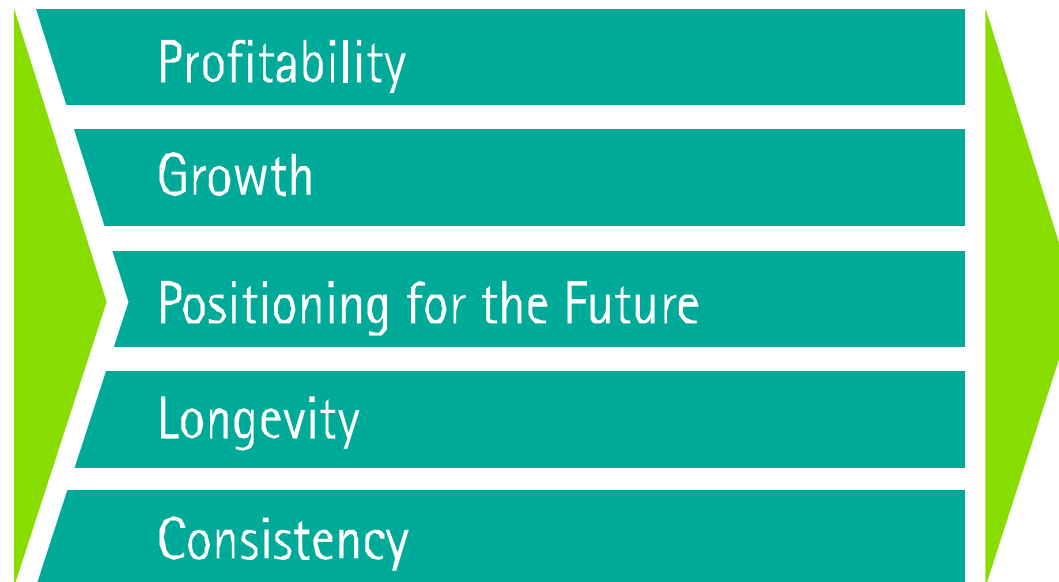 Profitability
Growth
Positioning for the Future
Longevity
Consistency